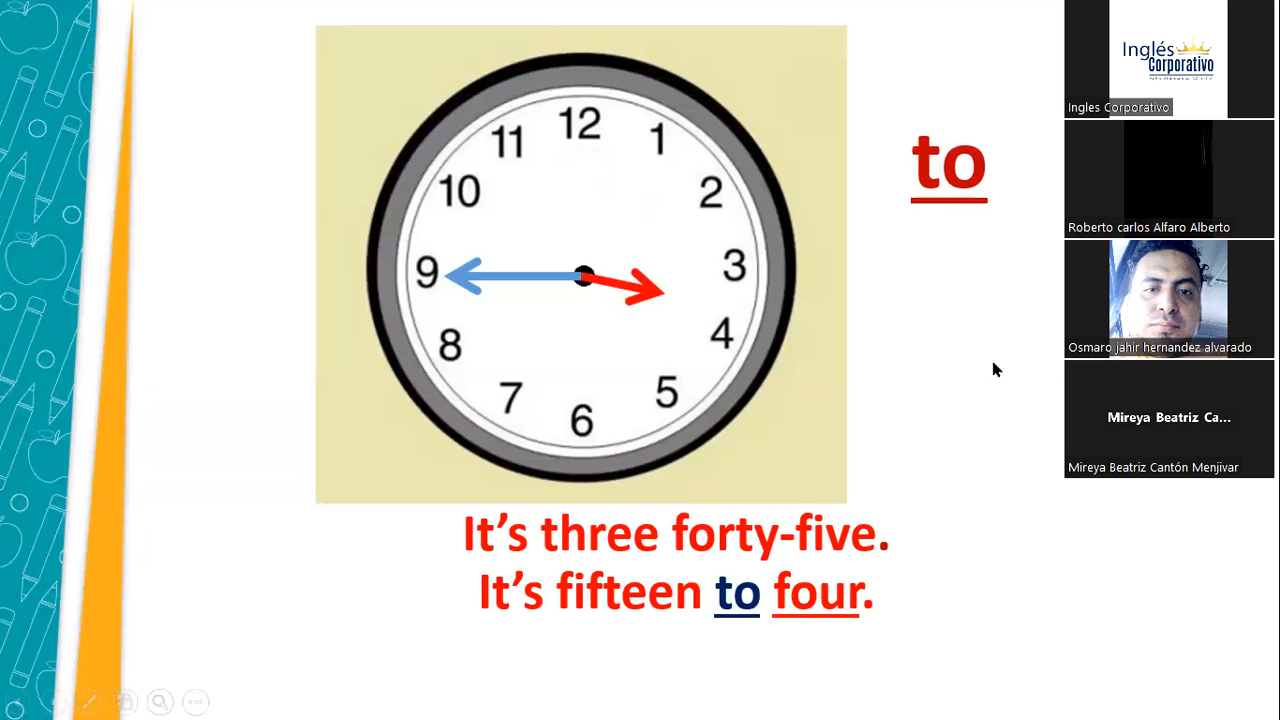 12
11
1
10
2
9
3
8
4
7
5
6
to
It's three forty-five.
It's fifteen to four.
Inglés
Corporativo
Ingles Corporativo
Roberto carlos Alfaro Alberto
Osmaro jahir hernandez alvarado
Mireya Beatriz Ca...
Mireya Beatriz Cantón Menjivar